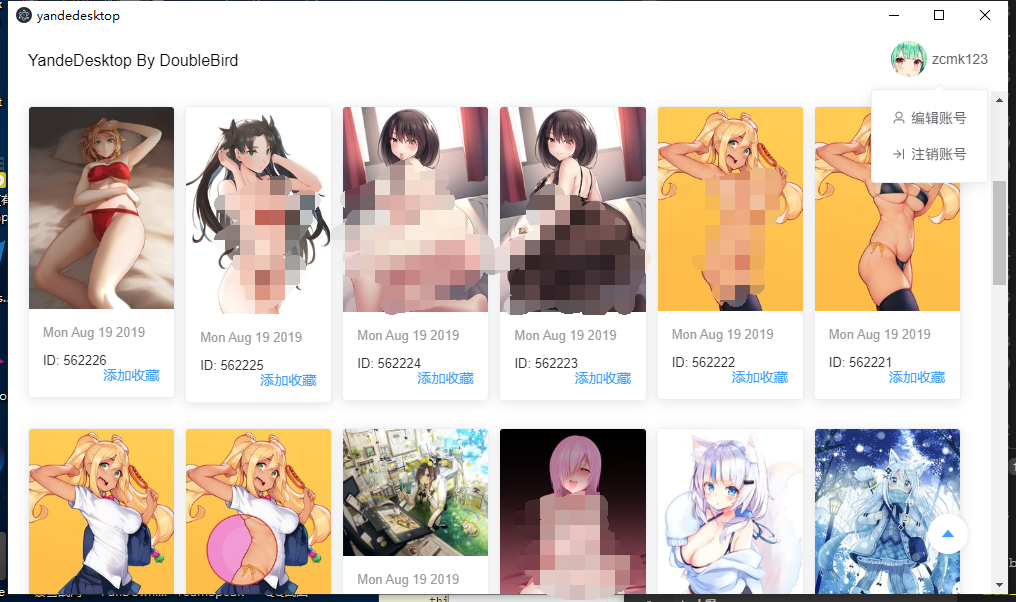 yandedesktop
YandeDesktop By DoubleBird
zcmk123
编辑账号
注销账号
Mon Aug 19 2019
ID: 562226
添加收藏
Mon Aug 19 2019
ID: 562225
添加收藏
Mon Aug 19 2019
ID: 562224
添加收藏
Mon Aug 19 2019
ID: 562223
添加收藏
Mon Aug 19 2019
ID: 562222
添加收藏
Mon Aug 19 2019
ID: 562221
添加收藏
Mon Aug 19 2019